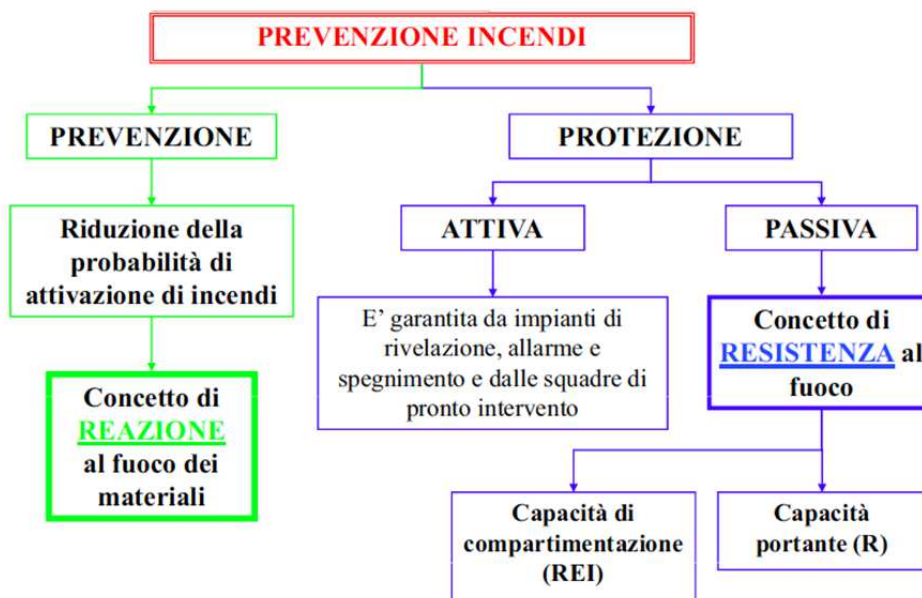 PREVENZIONE INCENDI
PREVENZIONE
PROTEZIONE
Riduzione della
probabilità di
attivazione di incendi
ATTIVA
PASSIVA
E’ garantita da impianti di
rivelazione, allarme e
spegnimento e dalle squadre di
pronto intervento
Concetto di
RESISTENZA al
fuoco
Concetto di
REAZIONE
al fuoco dei
materiali
Capacità di
compartimentazione
(REI)
Capacità
portante (R)